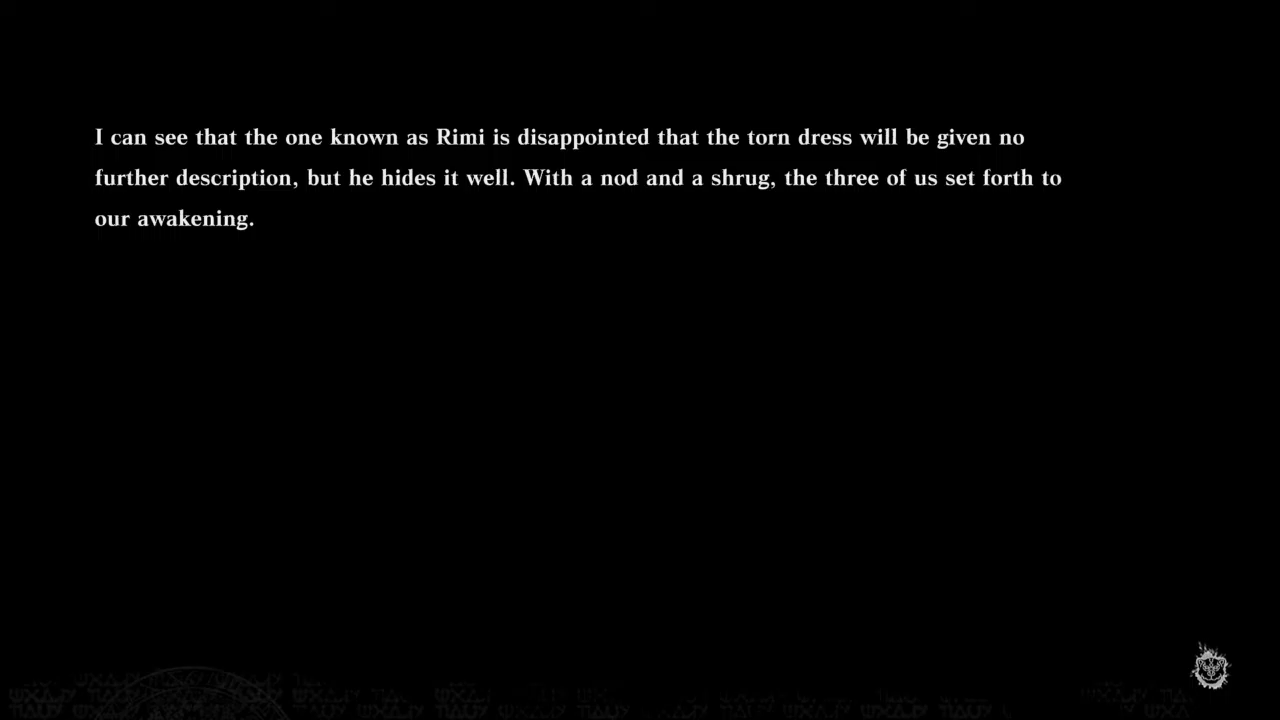 I can see that the one known as Rimi is disappointed that the torn dress will be given no
further description, but he hides it well. With a nod and a shrug, the three of us set forth to
our awakening.